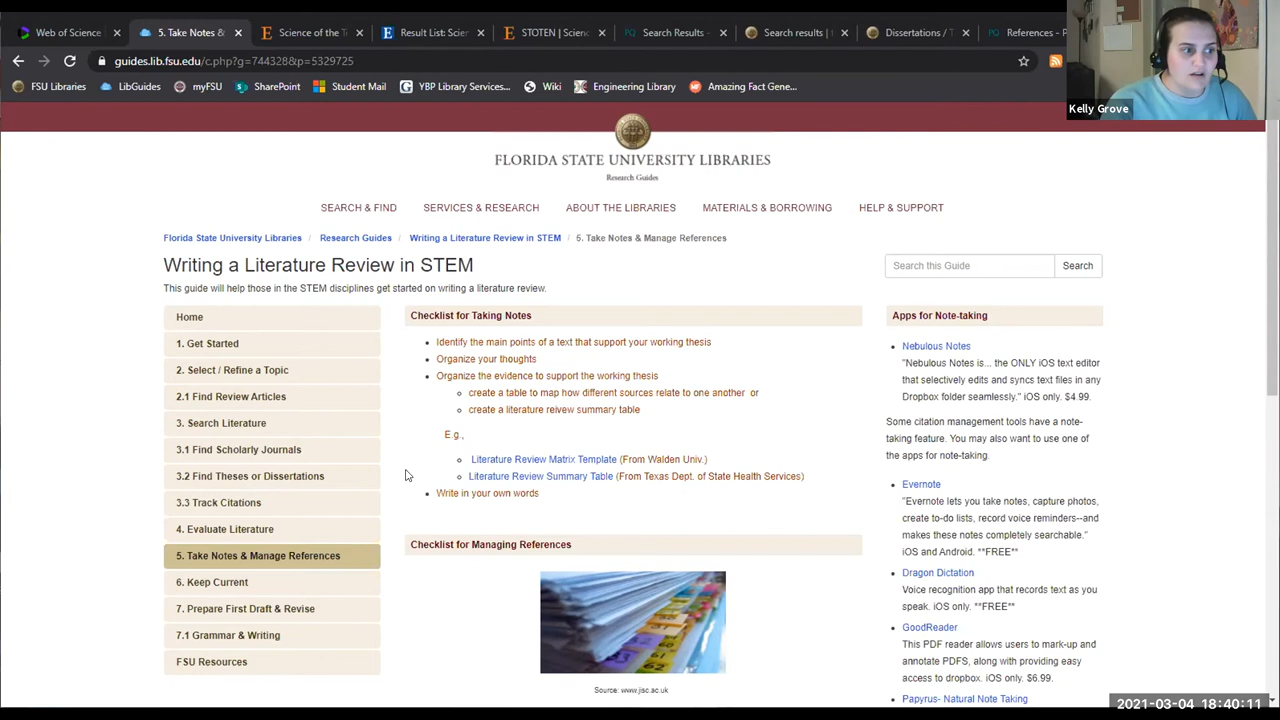 Web of Science
5. Take Notes &
Science of the T
Result List: Scien
STOTEN | Science
Search Results -
Search results |
Dissertations / T
References - P
guides.lib.fsu.edu/c.php?g=744328&p=5329725
FSU Libraries
LibGuides
myFSU
SharePoint
Student Mail
YBP Library Services...
Wiki
Engineering Library
Amazing Fact Gene...
Kelly Grove
FLORIDA STATE UNIVERSITY LIBRARIES
Research Guides
SEARCH & FIND
SERVICES & RESEARCH
ABOUT THE LIBRARIES
MATERIALS & BORROWING
HELP & SUPPORT
Florida State University Libraries / Research Guides / Writing a Literature Review in STEM / 5. Take Notes & Manage References
Writing a Literature Review in STEM
This guide will help those in the STEM disciplines get started on writing a literature review.
Search this Guide
Search
Home
1. Get Started
2. Select / Refine a Topic
2.1 Find Review Articles
3. Search Literature
3.1 Find Scholarly Journals
3.2 Find Theses or Dissertations
3.3 Track Citations
4. Evaluate Literature
5. Take Notes & Manage References
6. Keep Current
7. Prepare First Draft & Revise
7.1 Grammar & Writing
FSU Resources
Checklist for Taking Notes
Identify the main points of a text that support your working thesis
Organize your thoughts
Organize the evidence to support the working thesis
create a table to map how different sources relate to one another or
create a literature reivew summary table
E.g.,
Literature Review Matrix Template (From Walden Univ.)
Literature Review Summary Table (From Texas Dept. of State Health Services)
Write in your own words
Checklist for Managing References
Source: www.jisc.ac.uk
Apps for Note-taking
Nebulous Notes
"Nebulous Notes is... the ONLY iOS text editor
that selectively edits and syncs text files in any
Dropbox folder seamlessly." iOS only. $4.99.
Some citation management tools have a note-
taking feature. You may also want to use one of
the apps for note-taking.
Evernote
"Evernote lets you take notes, capture photos,
create to-do lists, record voice reminders--and
makes these notes completely searchable."
iOS and Android. **FREE**
Dragon Dictation
Voice recognition app that records text as you
speak. iOS only. **FREE**
GoodReader
This PDF reader allows users to mark-up and
annotate PDFS, along with providing easy
access to dropbox. iOS only. $6.99.
Papyrus- Natural Note Taking
2021-03-04 18:40:11